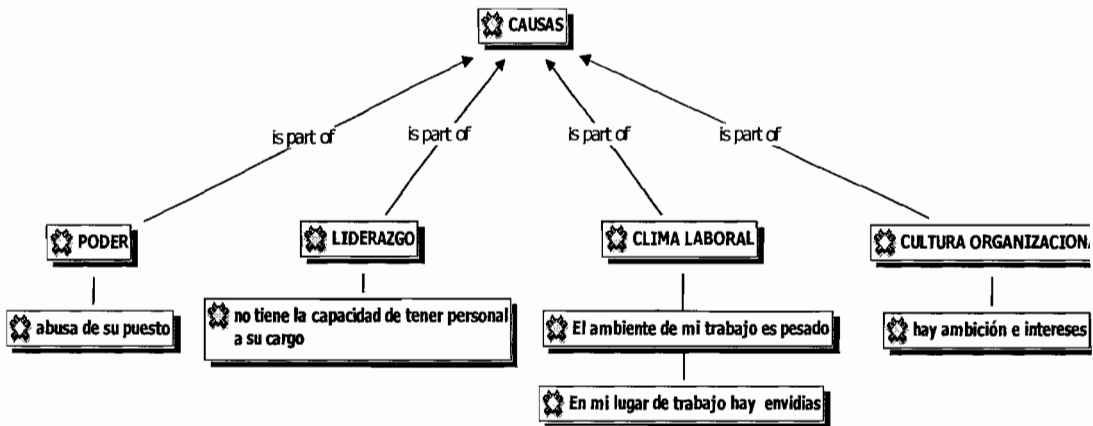 CAUSAS
is part of
is part of
is part of
is part of
PODER
LIDERAZGO
CLIMA LABORAL
CULTURA ORGANIZACION
abusa de su puesto
no tiene la capacidad de tener personal
a su cargo
El ambiente de mi trabajo es pesado
hay ambición e intereses
En mi lugar de trabajo hay envidias